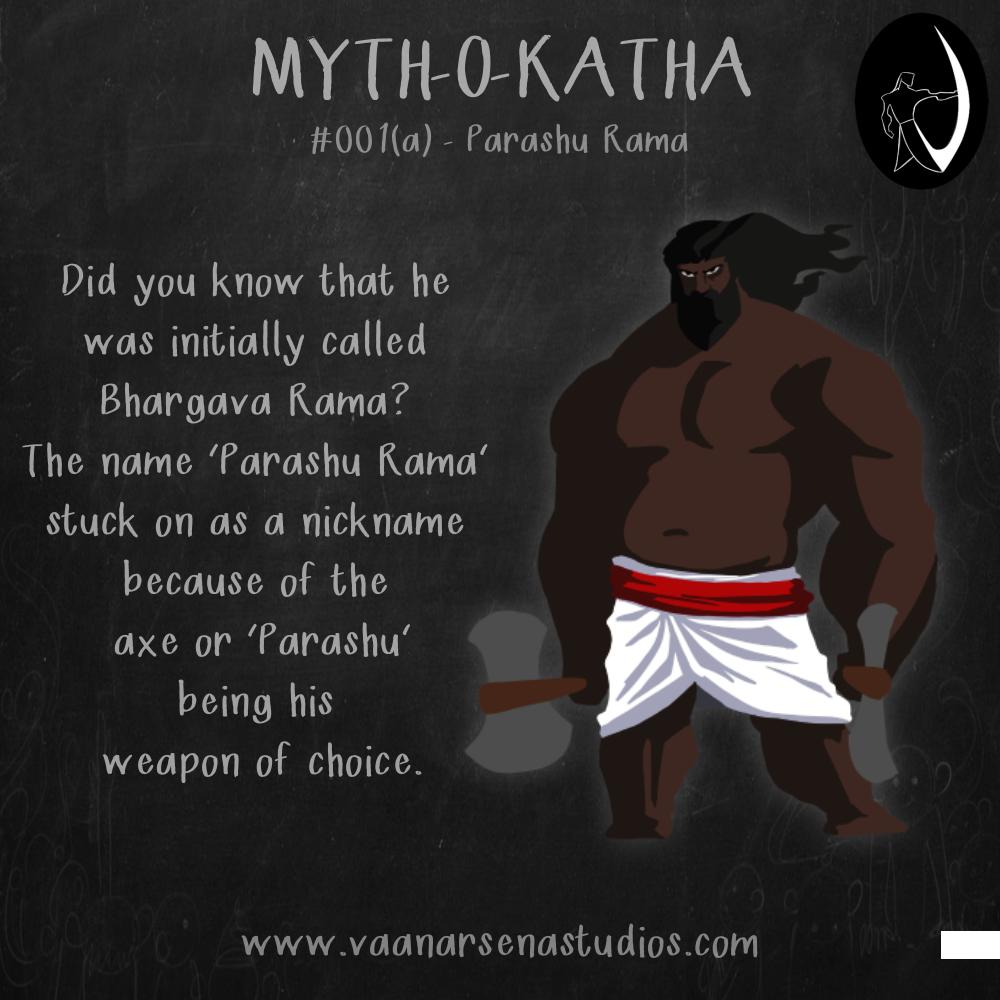 MYTH-O-KATHA
#001(a) - Parashu Rama
Did you know that he
was initially called
Bhargava Rama?
The name ‘Parashu Rama‘
stuck on as a nickname
because of the
axe or ‘Parashu‘
being his
weapon of choice.
www.vaanarsenastudios.com